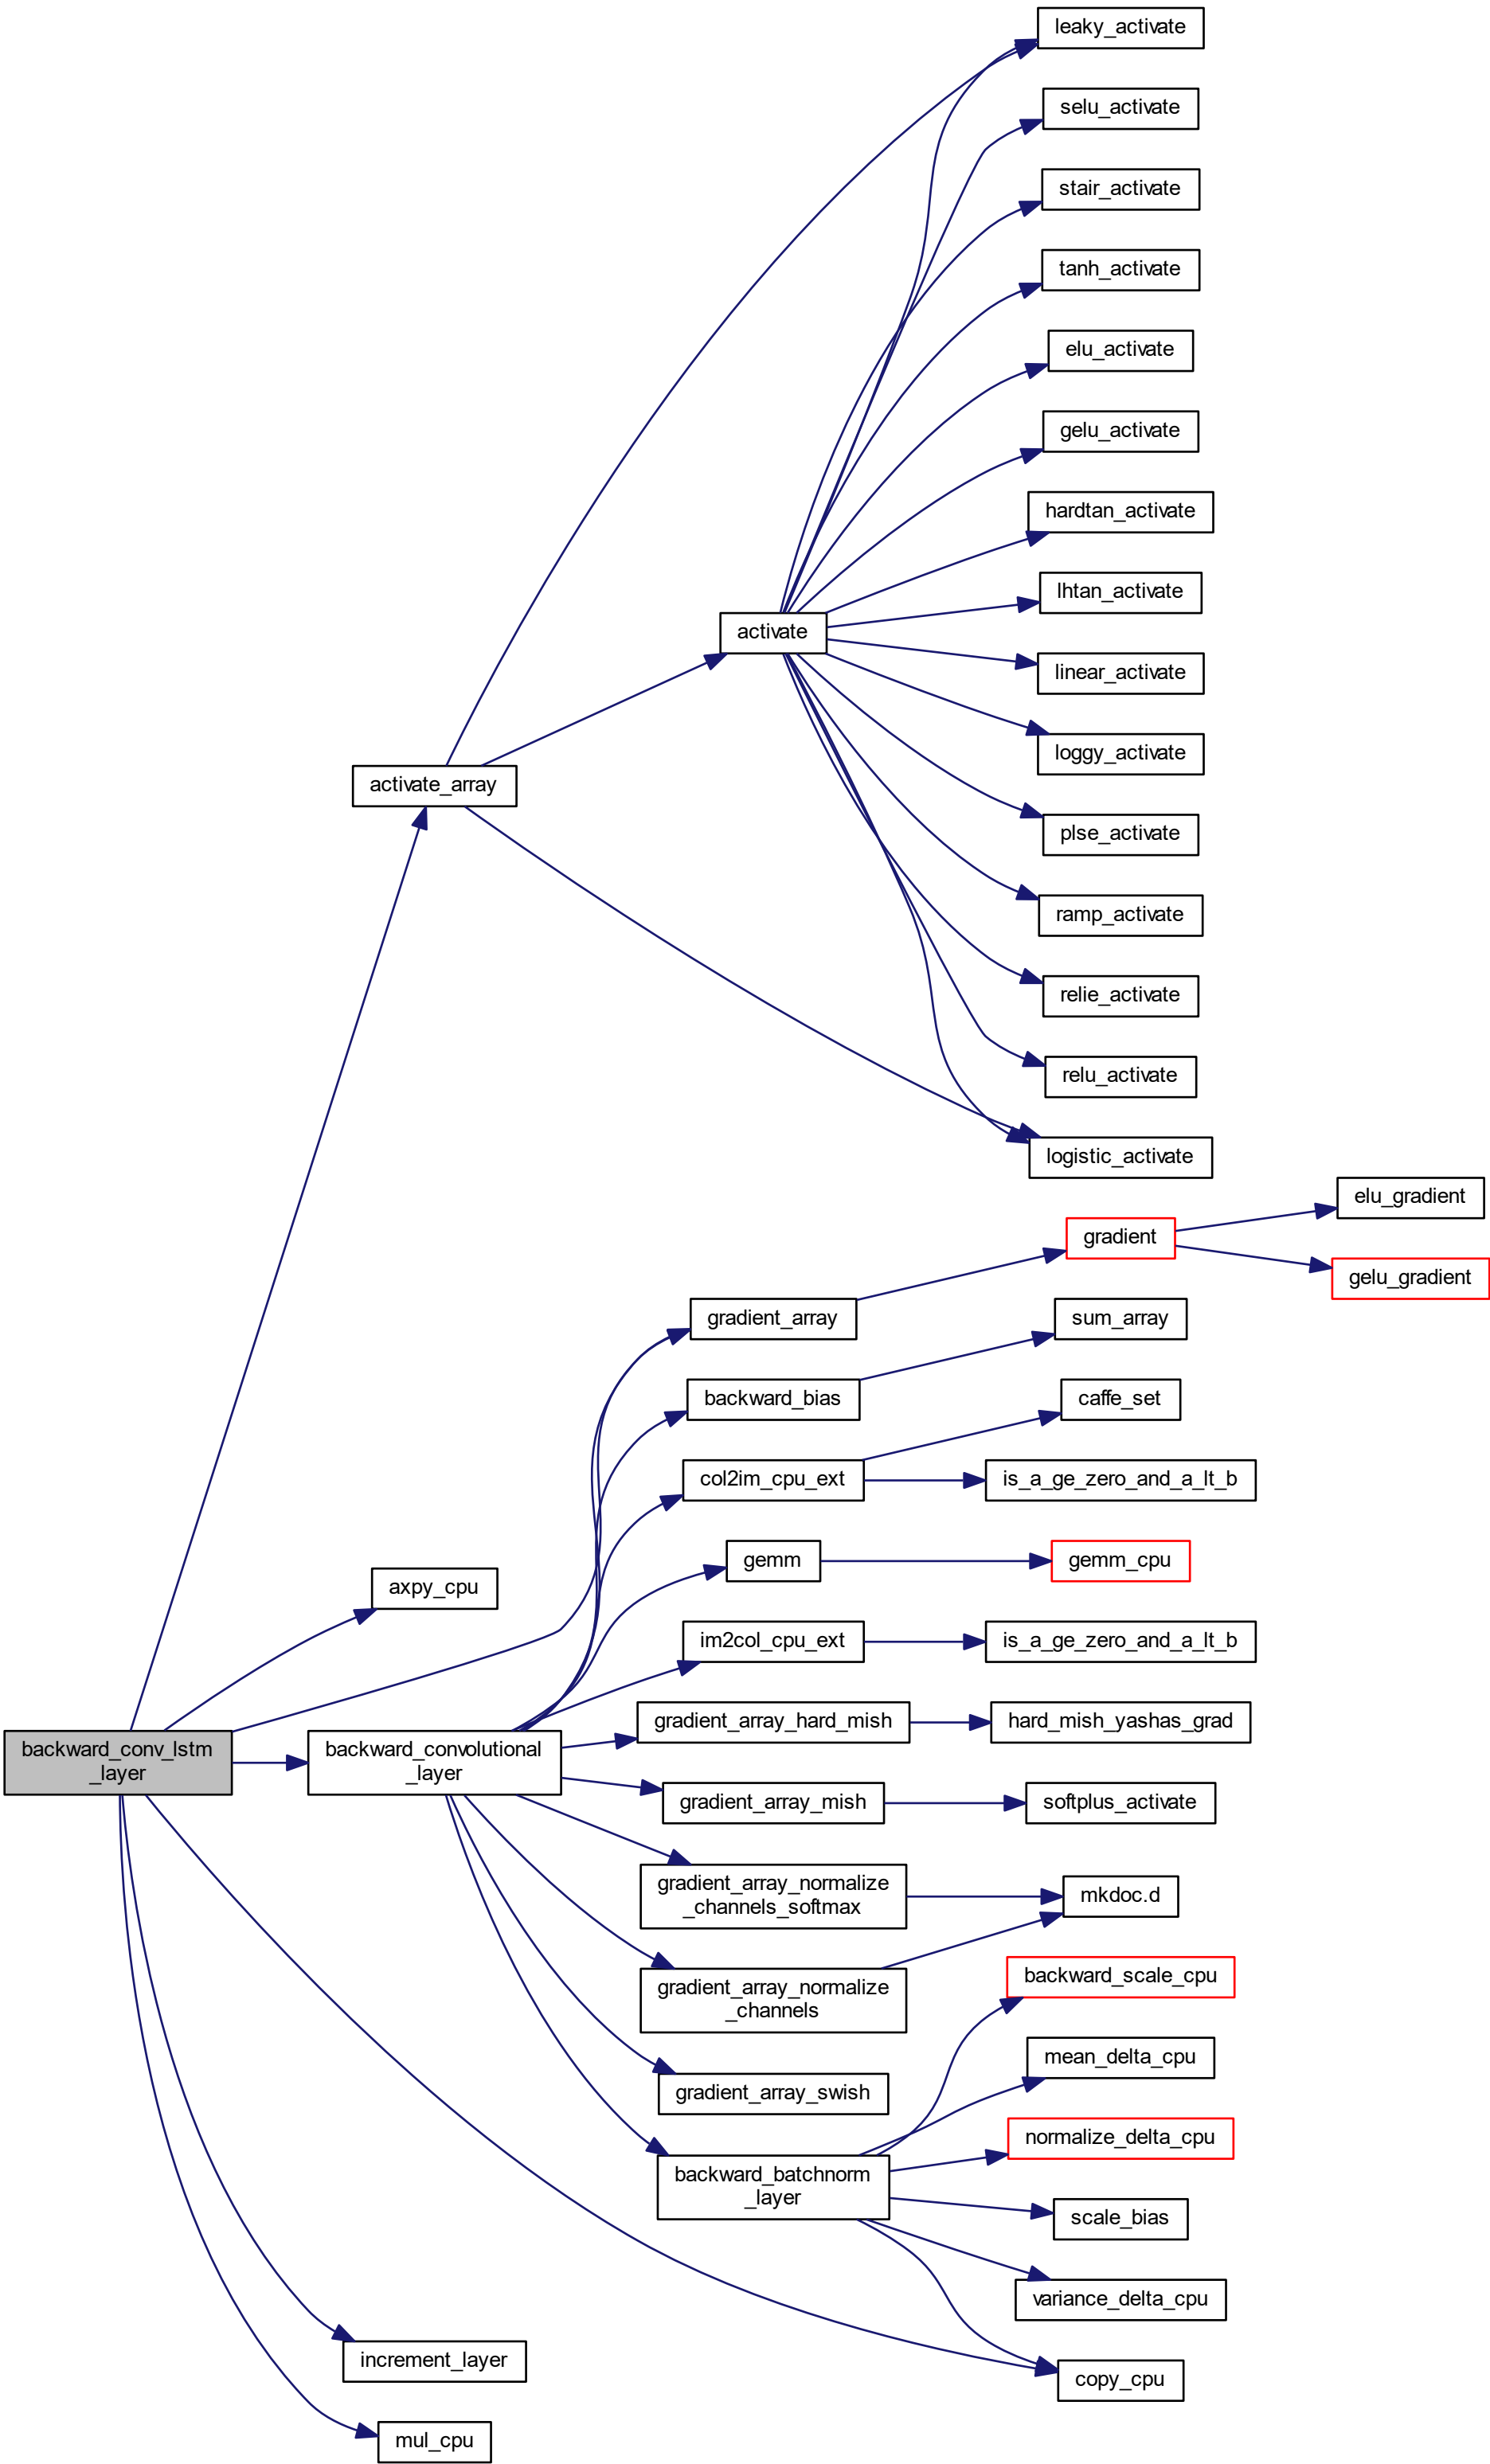 leaky_activate
selu_activate
stair_activate
tanh_activate
elu_activate
gelu_activate
hardtan_activate
lhtan_activate
activate
linear_activate
loggy_activate
activate_array
plse_activate
ramp_activate
relie_activate
relu_activate
logistic_activate
elu_gradient
gradient
gelu_gradient
gradient_array
sum_array
backward_bias
caffe_set
col2im_cpu_ext
is_a_ge_zero_and_a_lt_b
gemm
gemm_cpu
axpy_cpu
im2col_cpu_ext
is_a_ge_zero_and_a_lt_b
gradient_array_hard_mish
hard_mish_yashas_grad
backward_conv_lstm
_layer
backward_convolutional
_layer
gradient_array_mish
softplus_activate
gradient_array_normalize
_channels_softmax
mkdoc.d
backward_scale_cpu
gradient_array_normalize
_channels
mean_delta_cpu
gradient_array_swish
normalize_delta_cpu
backward_batchnorm
_layer
scale_bias
variance_delta_cpu
increment_layer
copy_cpu
mul_cpu